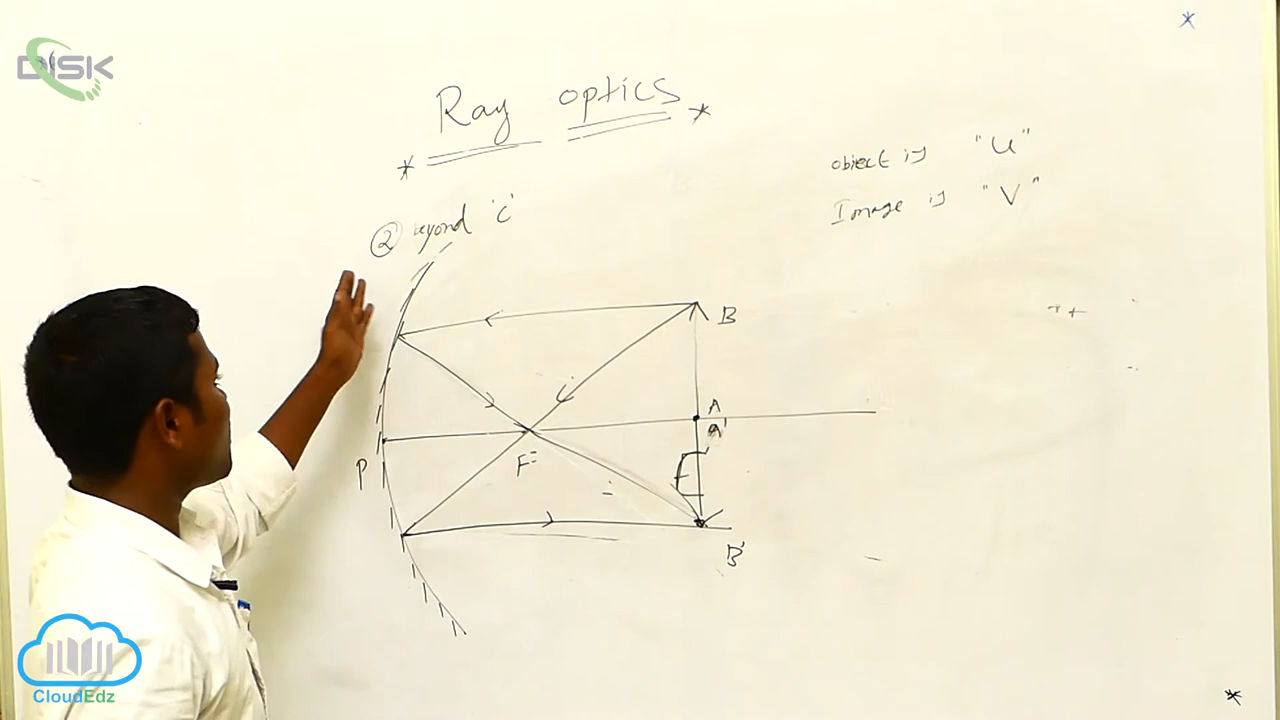 DISK
Ray optics
object is "u"
Image is "V"
② beyond 'c'
B
A
A'
P
F
B'
CloudEdz